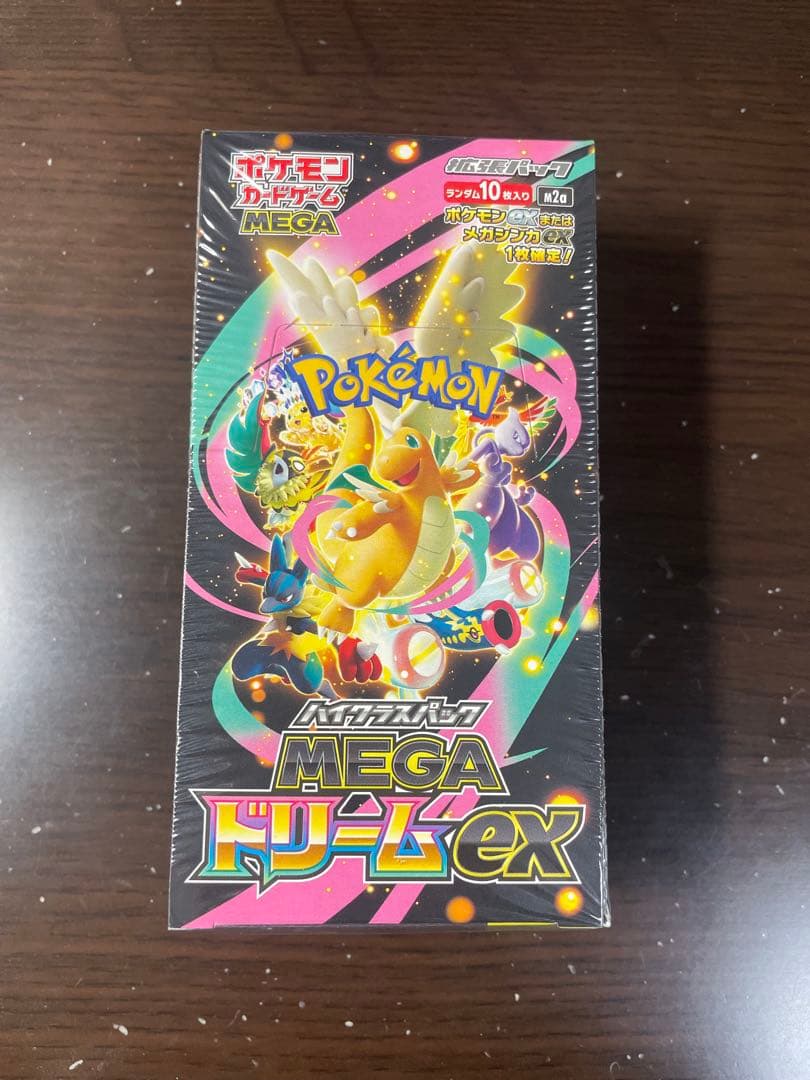 ポケモン
カードゲーム
MEGA
拡張パック
ランダム10枚入り
M2a
ポケモンexまたは
メガシンカex
1枚確定!
POKÉMON
TM
ハイクラスパック
MEGA
ドリームex